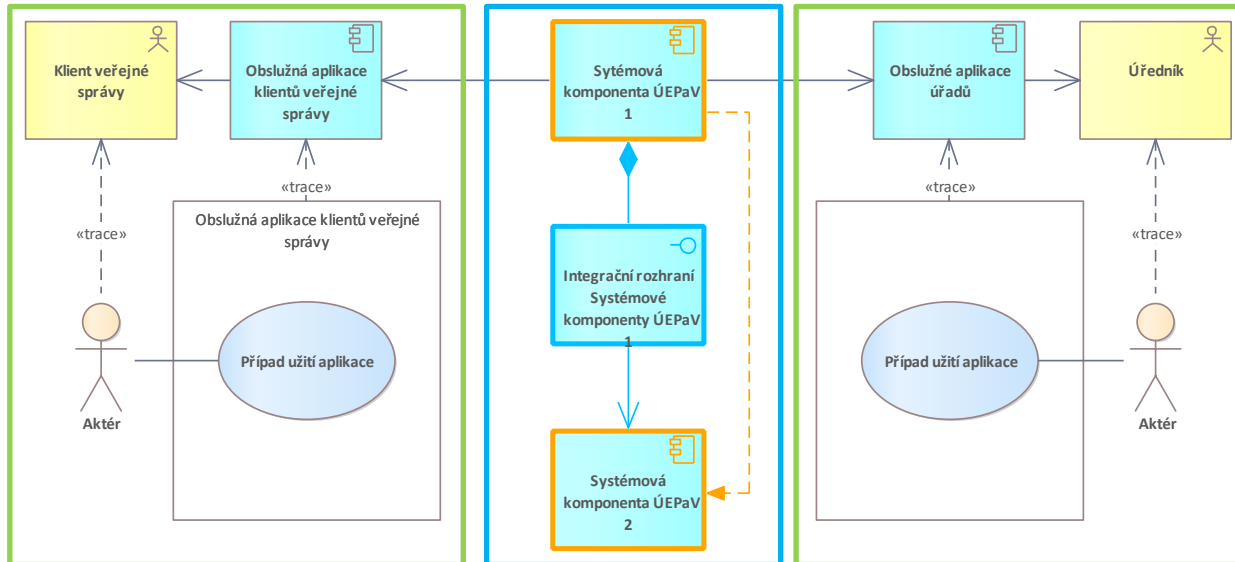 Klient veřejné
správy
Obslužná aplikace
klientů veřejné
správy
Sytémová
komponenta ÚEPaV
1
Obslužné aplikace
úřadů
Úředník
«trace»
«trace»
«trace»
«trace»
Obslužná aplikace klientů veřejné
správy
Integrační rozhraní
Systémové
komponenty ÚEPaV
1
Případ užití aplikace
Případ užití aplikace
Aktér
Aktér
Systémová
komponenta ÚEPaV
2